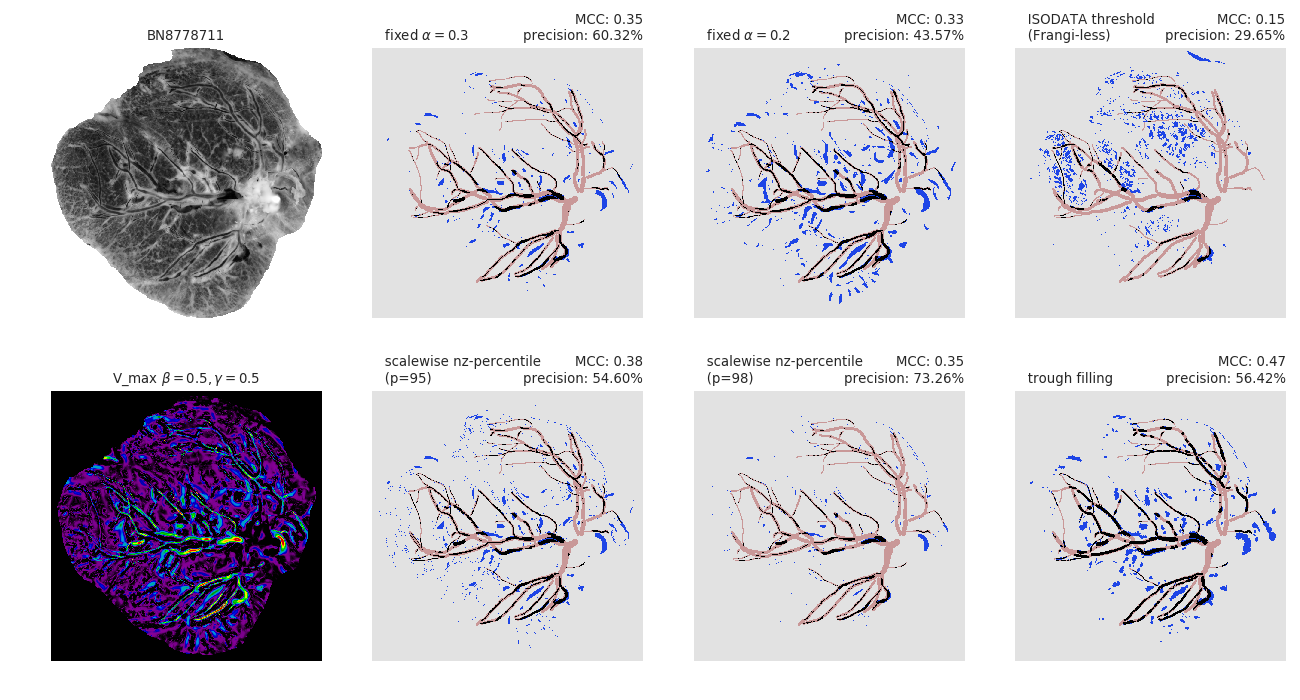 BN8778711
MCC: 0.35
fixed α = 0.3 precision: 60.32%
MCC: 0.33
fixed α = 0.2 precision: 43.57%
ISODATA threshold MCC: 0.15
(Frangi-less) precision: 29.65%
V_max β = 0.5, γ = 0.5
scalewise nz-percentile MCC: 0.38
(p=95) precision: 54.60%
scalewise nz-percentile MCC: 0.35
(p=98) precision: 73.26%
MCC: 0.47
trough filling precision: 56.42%